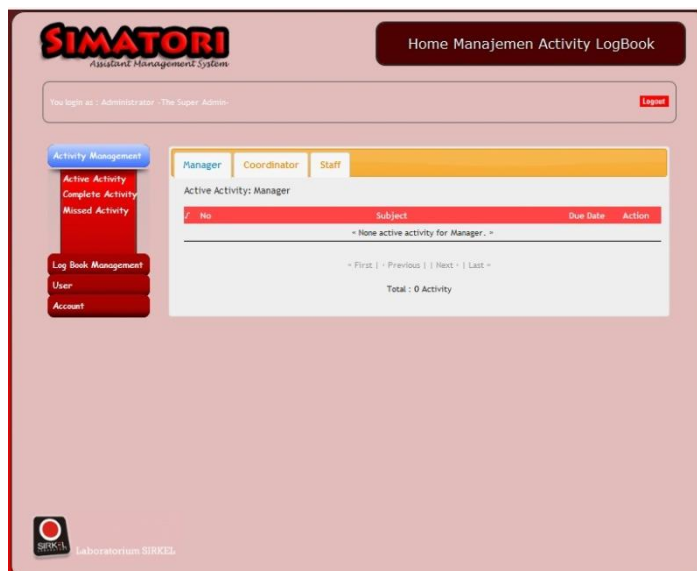 SIMATORI
Assistant Management System
Home Manajemen Activity LogBook
You login as : Administrator -The Super Admin-
Logout
Activity Management
Active Activity
Complete Activity
Missed Activity
Log Book Management
User
Account
Manager Coordinator Staff
Active Activity: Manager
√ No Subject Due Date Action
« None active activity for Manager. »
« First | ‹ Previous | | Next › | Last »
Total : 0 Activity
SIRKEL
Laboratorium SIRKEL